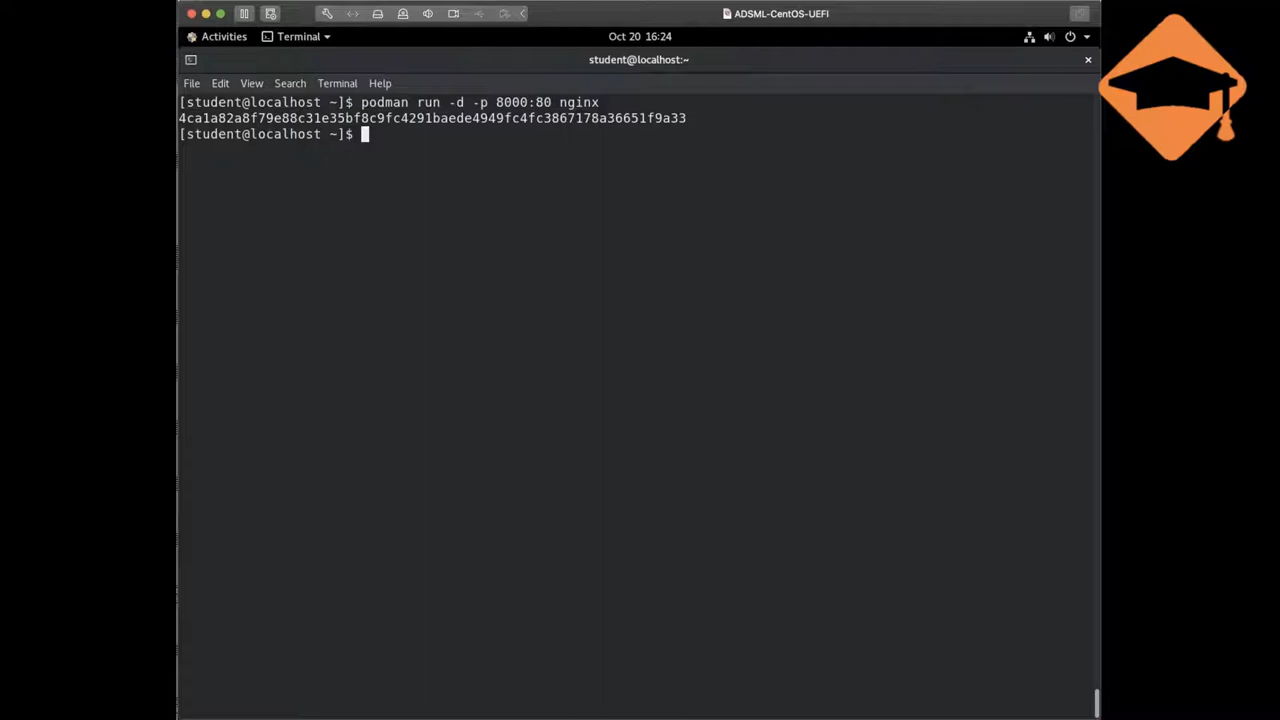 ADSML-CentOS-UEFI
Activities Terminal Oct 20 16:24
student@localhost:~
File Edit View Search Terminal Help
[student@localhost ~]$ podman run -d -p 8000:80 nginx
4ca1a82a8f79e88c31e35bf8c9fc4291baede4949fc4fc3867178a36651f9a33
[student@localhost ~]$